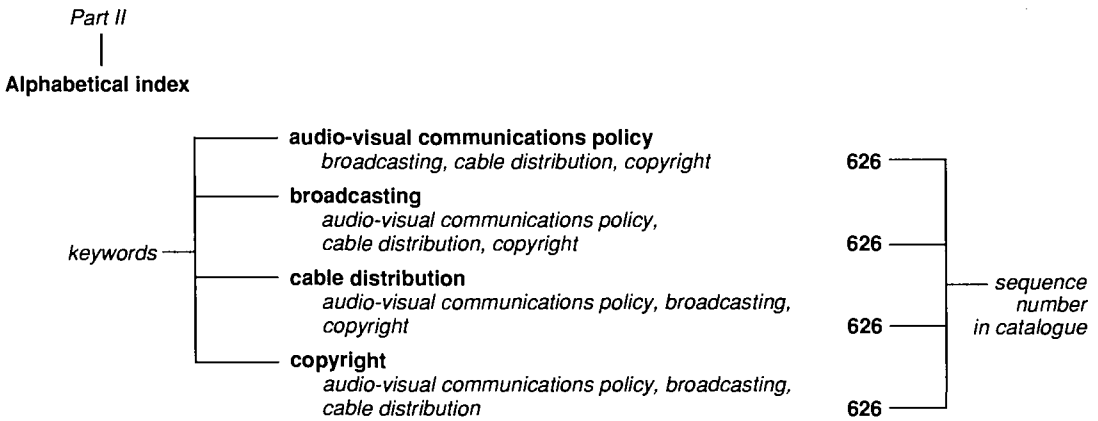 Part II
Alphabetical index
audio-visual communications policy
broadcasting, cable distribution, copyright 626
broadcasting
audio-visual communications policy,
cable distribution, copyright 626
keywords
cable distribution
audio-visual communications policy, broadcasting,
copyright 626
copyright
audio-visual communications policy, broadcasting,
cable distribution 626
sequence
number
in catalogue